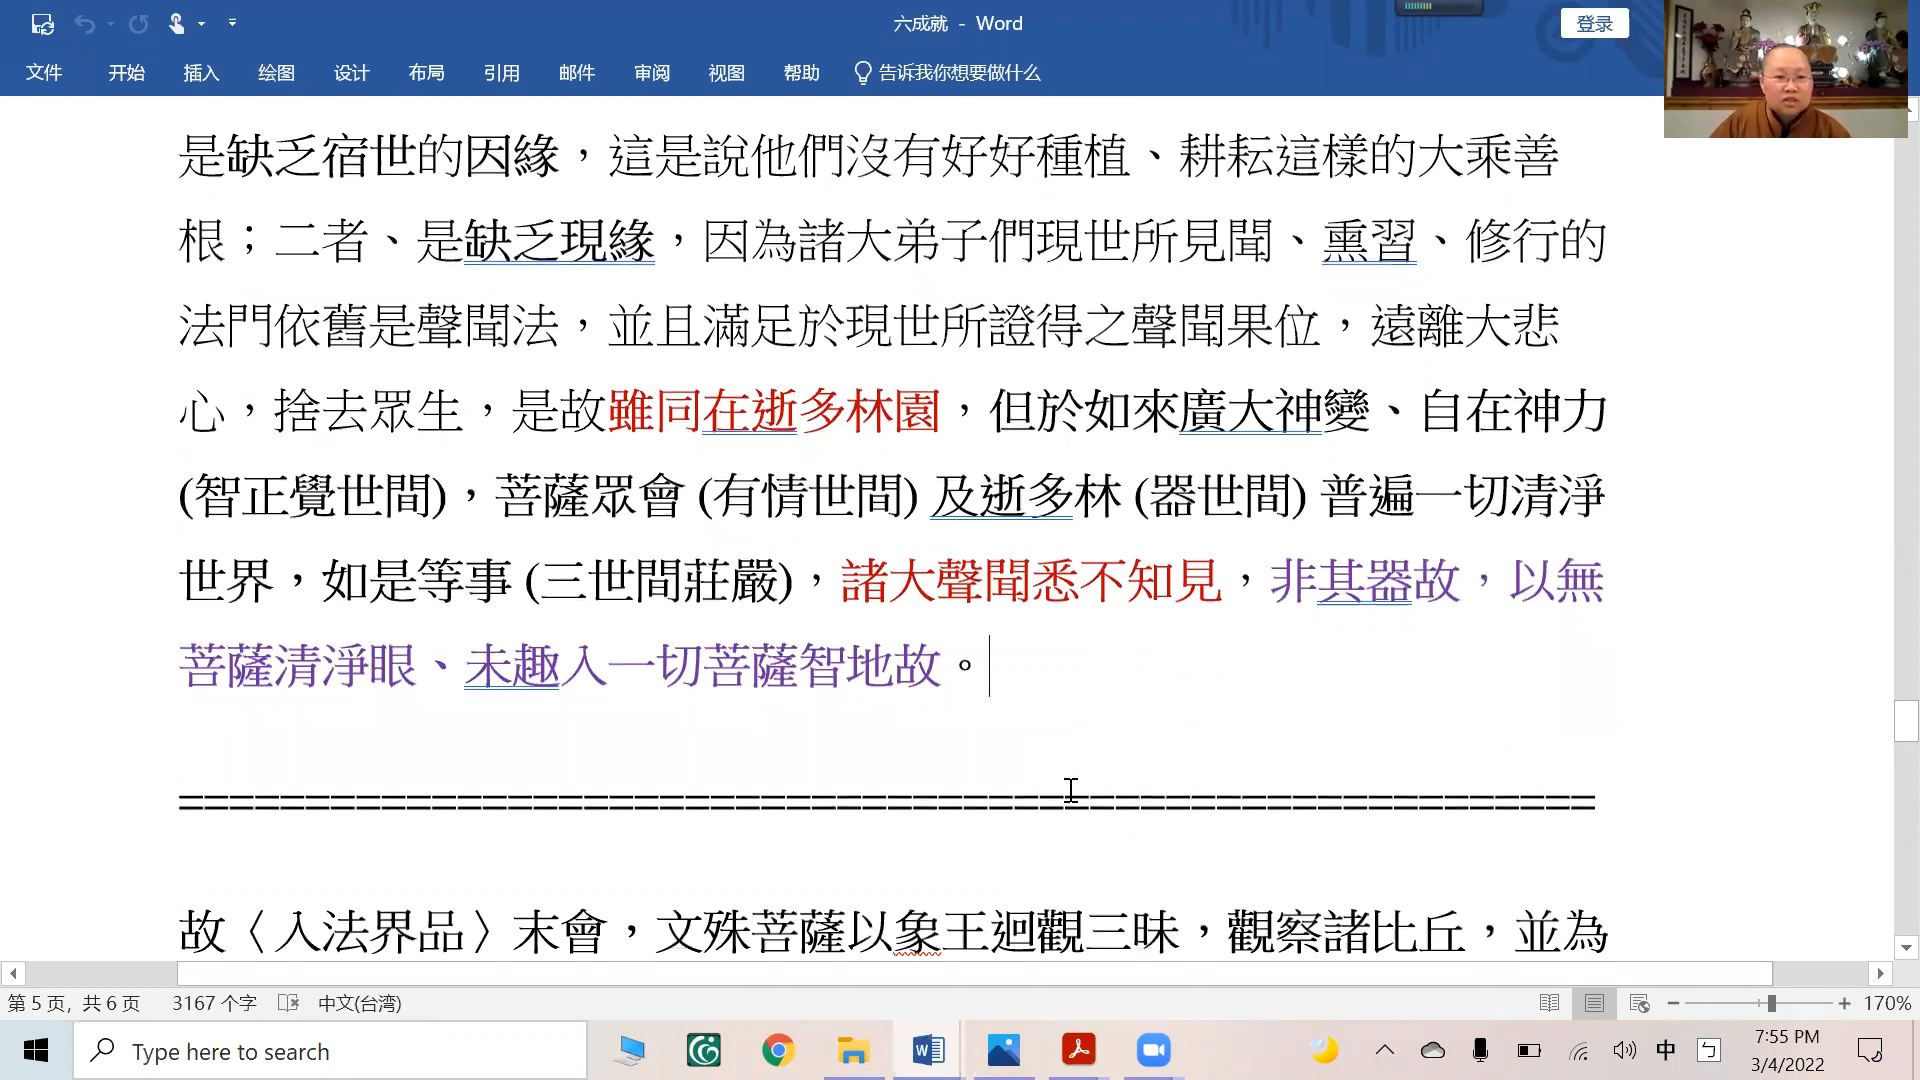 六成就 - Word
登录
文件 开始 插入 绘图 设计 布局 引用 邮件 审阅 视图 帮助 告诉我你想要做什么
是缺乏宿世的因緣，這是說他們沒有好好種植、耕耘這樣的大乘善
根；二者、是缺乏現緣，因為諸大弟子們現世所見聞、熏習、修行的
法門依舊是聲聞法，並且滿足於現世所證得之聲聞果位，遠離大悲
心，捨去眾生，是故雖同在逝多林園，但於如來廣大神變、自在神力
(智正覺世間)，菩薩眾會 (有情世間) 及逝多林 (器世間) 普遍一切清淨
世界，如是等事 (三世間莊嚴)，諸大聲聞悉不知見，非其器故，以無
菩薩清淨眼、未趣入一切菩薩智地故。
========================================================
故〈入法界品〉末會，文殊菩薩以象王迴觀三昧，觀察諸比丘，並為
第 5 页，共 6 页 3167 个字 中文(台湾) 170%
Type here to search
中
7:55 PM
3/4/2022